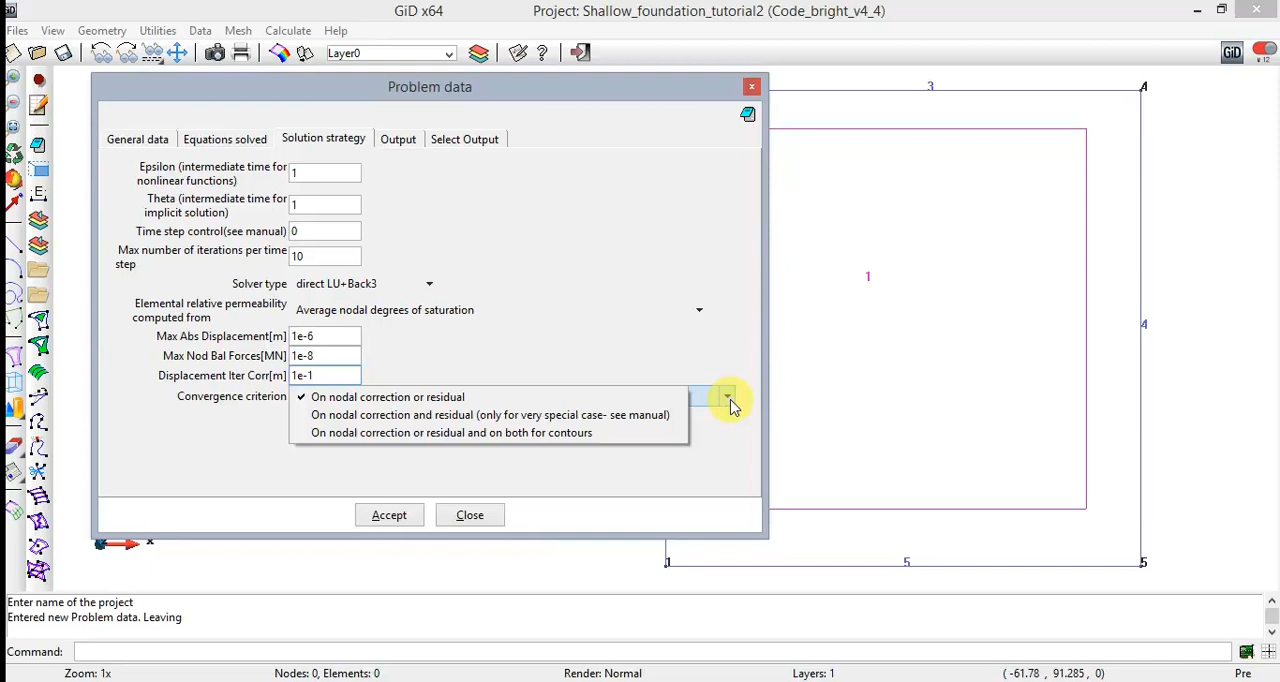 GiD x64 Project: Shallow_foundation_tutorial2 (Code_bright_v4_4)
Files View Geometry Utilities Data Mesh Calculate Help
Layer0
GiD
v 12
Problem data
General data Equations solved Solution strategy Output Select Output
Epsilon (intermediate time for nonlinear functions) 1
Theta (intermediate time for implicit solution) 1
Time step control(see manual) 0
Max number of iterations per time step 10
Solver type direct LU+Back3
Elemental relative permeability computed from Average nodal degrees of saturation
Max Abs Displacement[m] 1e-6
Max Nod Bal Forces[MN] 1e-8
Displacement Iter Corr[m] 1e-1
Convergence criterion
On nodal correction or residual
On nodal correction and residual (only for very special case- see manual)
On nodal correction or residual and on both for contours
Accept Close
3
4
1
4
x
1
5
5
Enter name of the project
Entered new Problem data. Leaving
Command:
Zoom: 1x Nodes: 0, Elements: 0 Render: Normal Layers: 1 (-61.78 , 91.285, 0) Pre